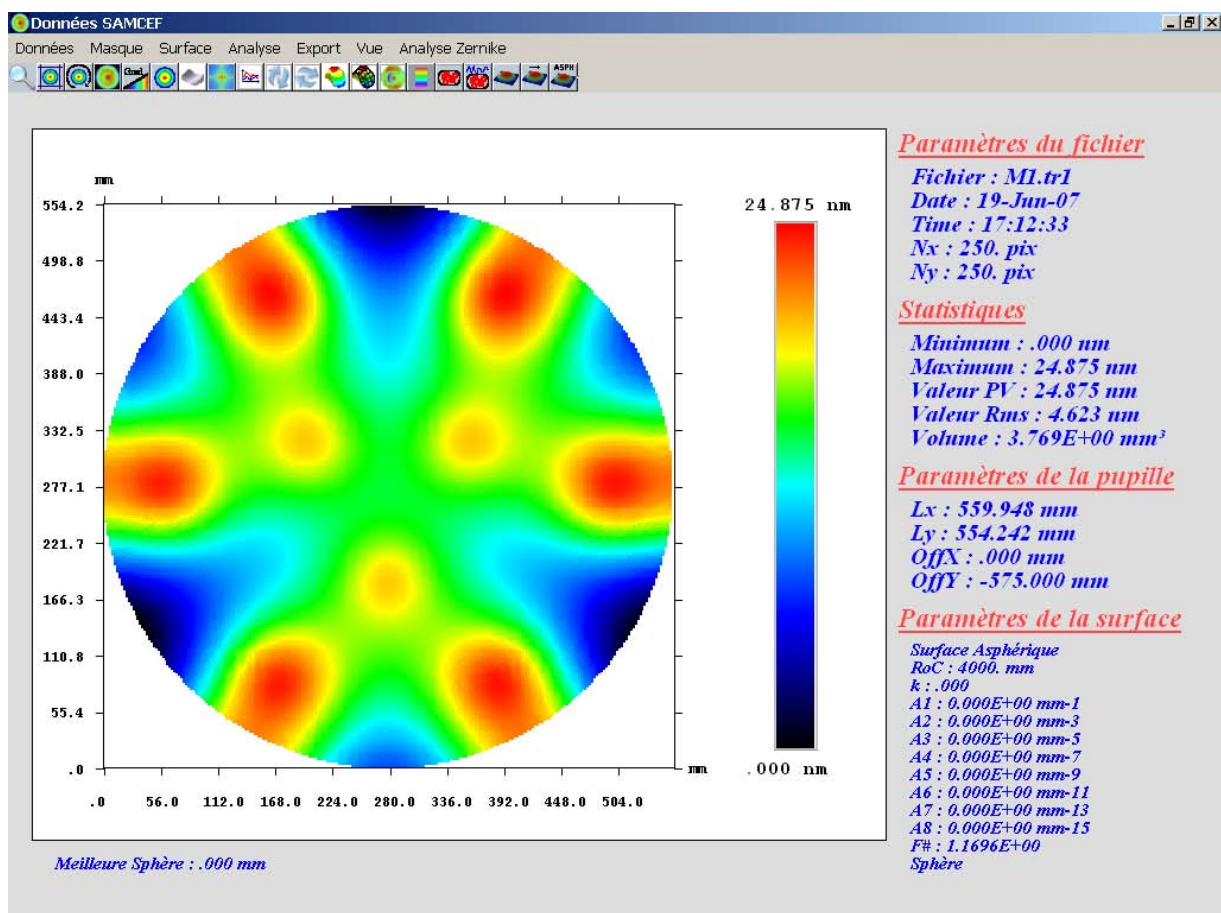 Données SAMCEF
Données Masque Surface Analyse Export Vue Analyse Zernike
mm
554.2
498.8
443.4
388.0
332.5
277.1
221.7
166.3
110.8
55.4
.0
mm
.0 56.0 112.0 168.0 224.0 280.0 336.0 392.0 448.0 504.0
24.875 nm
.000 nm
Meilleure Sphère : .000 mm
Paramètres du fichier
Fichier : M1.tr1
Date : 19-Jun-07
Time : 17:12:33
Nx : 250. pix
Ny : 250. pix
Statistiques
Minimum : .000 nm
Maximum : 24.875 nm
Valeur PV : 24.875 nm
Valeur Rms : 4.623 nm
Volume : 3.769E+00 mm³
Paramètres de la pupille
Lx : 559.948 mm
Ly : 554.242 mm
OffX : .000 mm
OffY : -575.000 mm
Paramètres de la surface
Surface Asphérique
RoC : 4000. mm
k : .000
A1 : 0.000E+00 mm-1
A2 : 0.000E+00 mm-3
A3 : 0.000E+00 mm-5
A4 : 0.000E+00 mm-7
A5 : 0.000E+00 mm-9
A6 : 0.000E+00 mm-11
A7 : 0.000E+00 mm-13
A8 : 0.000E+00 mm-15
F# : 1.1696E+00
Sphère